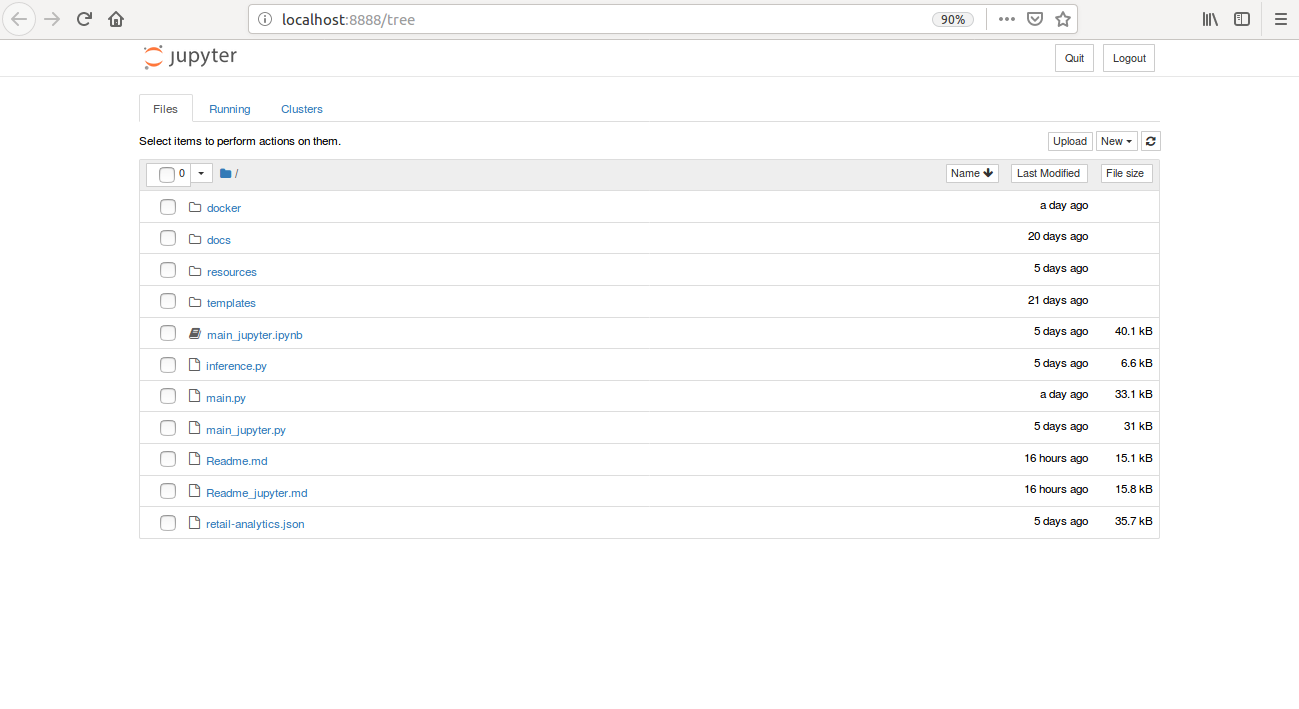 localhost:8888/tree 90%
jupyter Quit Logout
Files Running Clusters
Select items to perform actions on them. Upload New
0 / Name Last Modified File size
docker a day ago
docs 20 days ago
resources 5 days ago
templates 21 days ago
main_jupyter.ipynb 5 days ago 40.1 kB
inference.py 5 days ago 6.6 kB
main.py a day ago 33.1 kB
main_jupyter.py 5 days ago 31 kB
Readme.md 16 hours ago 15.1 kB
Readme_jupyter.md 16 hours ago 15.8 kB
retail-analytics.json 5 days ago 35.7 kB